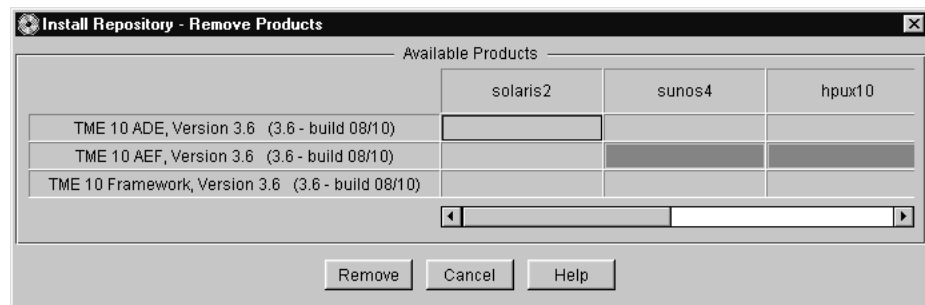 Install Repository - Remove Products
Available Products
solaris2 sunos4 hpux10
TME 10 ADE, Version 3.6 (3.6 - build 08/10)
TME 10 AEF, Version 3.6 (3.6 - build 08/10)
TME 10 Framework, Version 3.6 (3.6 - build 08/10)
Remove Cancel Help